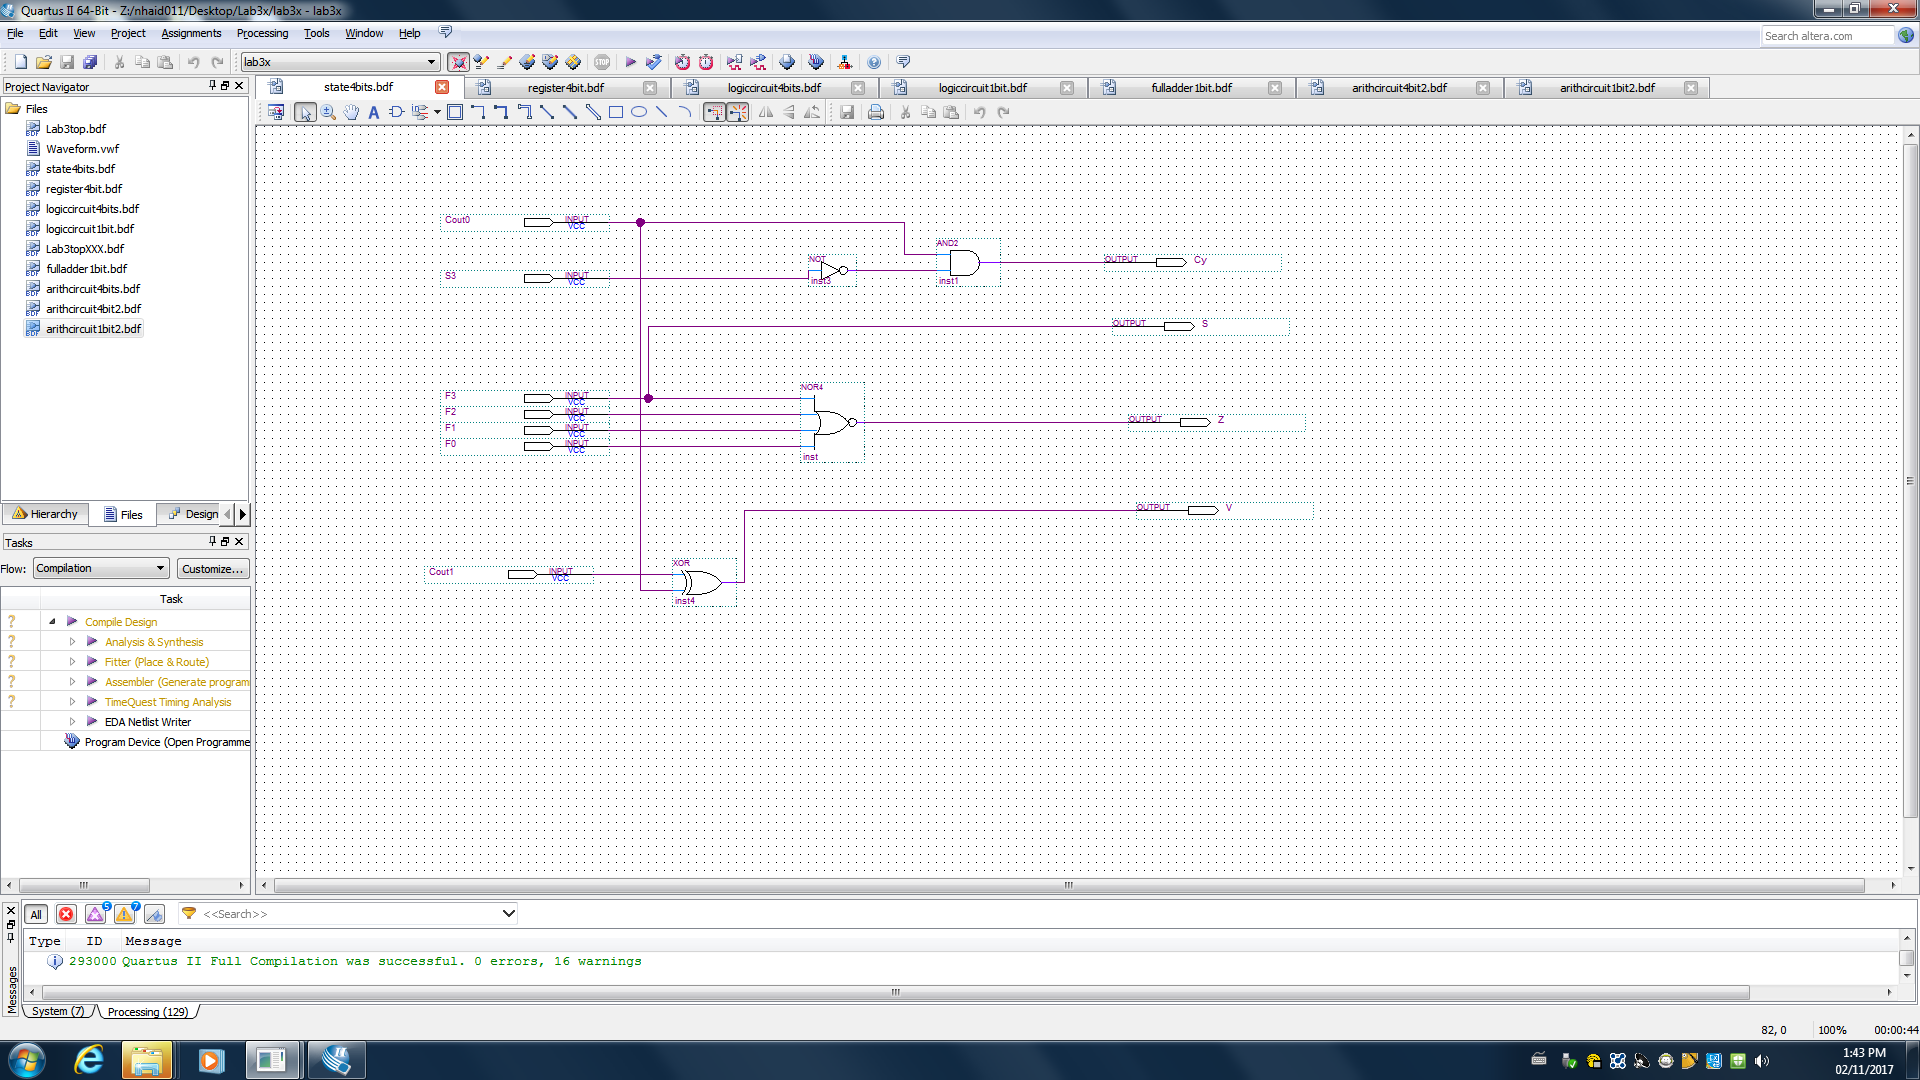 Quartus II 64-Bit - Z:/nhaid011/Desktop/Lab3x/lab3x - lab3x
File Edit View Project Assignments Processing Tools Window Help
Search altera.com
lab3x
STOP
Project Navigator
state4bits.bdf register4bit.bdf logiccircuit4bits.bdf logiccircuit1bit.bdf fulladder1bit.bdf arithcircuit4bit2.bdf arithcircuit1bit2.bdf
Files
Lab3top.bdf
Waveform.vwf
state4bits.bdf
register4bit.bdf
logiccircuit4bits.bdf
logiccircuit1bit.bdf
Lab3topXXX.bdf
fulladder1bit.bdf
arithcircuit4bits.bdf
arithcircuit4bit2.bdf
arithcircuit1bit2.bdf
Hierarchy Files Design
Tasks
Flow: Compilation Customize...
Task
Compile Design
Analysis & Synthesis
Fitter (Place & Route)
Assembler (Generate program
TimeQuest Timing Analysis
EDA Netlist Writer
Program Device (Open Programme
Cout0 INPUT
VCC
AND2
inst1
OUTPUT Cy
S3 INPUT
VCC
NOT
inst3
OUTPUT S
F3 INPUT
VCC
F2 INPUT
VCC
F1 INPUT
VCC
F0 INPUT
VCC
NOR4
inst
OUTPUT Z
OUTPUT V
Cout1 INPUT
VCC
XOR
inst4
All 5 7 <<Search>>
Type ID Message
293000 Quartus II Full Compilation was successful. 0 errors, 16 warnings
Messages
System (7) Processing (129)
82, 0 100% 00:00:44
1:43 PM
02/11/2017